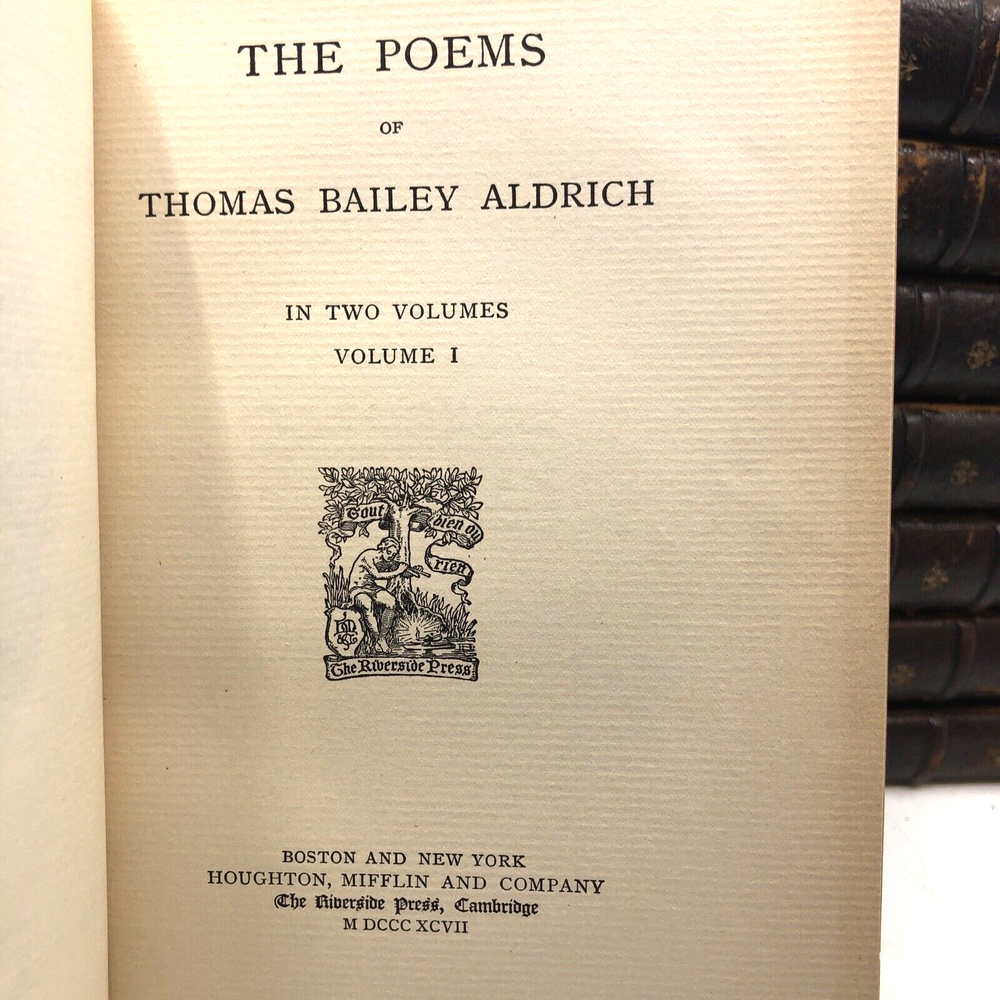 THE POEMS
OF
THOMAS BAILEY ALDRICH
IN TWO VOLUMES
VOLUME I
Tout
bien ou
rien
The Riverside Press
BOSTON AND NEW YORK
HOUGHTON, MIFFLIN AND COMPANY
The Riverside Press, Cambridge
M DCCC XCVII